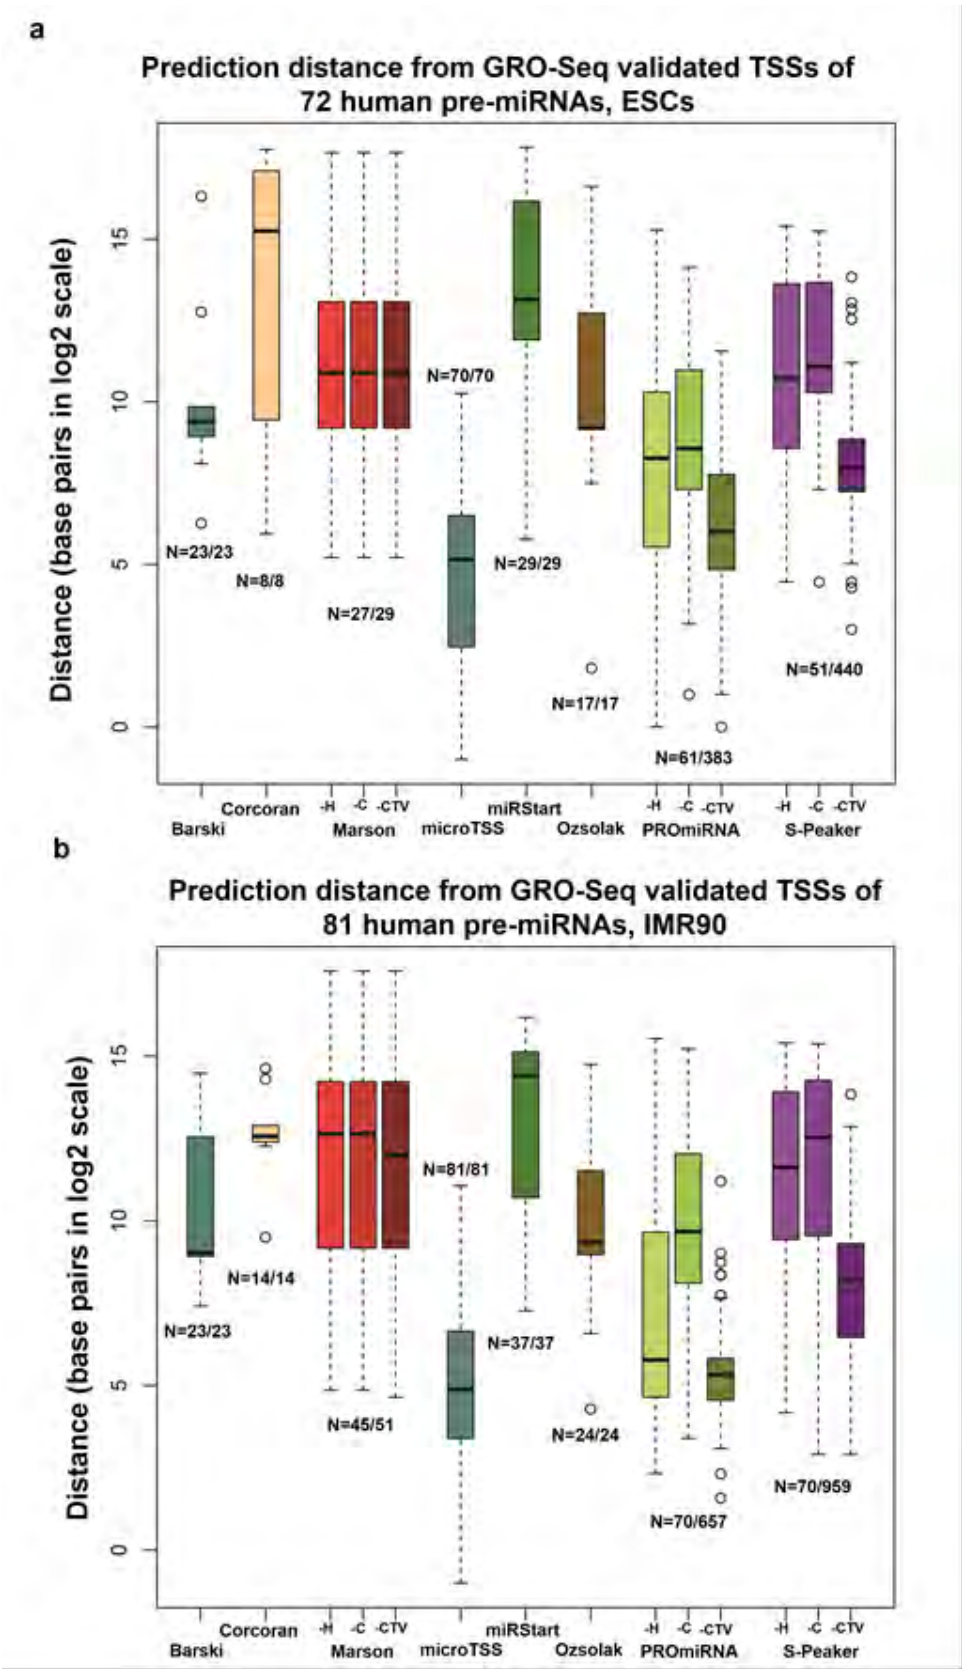 a
Prediction distance from GRO-Seq validated TSSs of
72 human pre-miRNAs, ESCs
Distance (base pairs in log2 scale)
15
10
5
0
N=23/23
N=8/8
N=27/29
N=70/70
N=29/29
N=17/17
N=61/383
N=51/440
Barski
Corcoran
-H -C -CTV
Marson
microTSS
miRStart
Ozsolak
-H -C -CTV
PROmiRNA
-H -C -CTV
S-Peaker
b
Prediction distance from GRO-Seq validated TSSs of
81 human pre-miRNAs, IMR90
Distance (base pairs in log2 scale)
15
10
5
0
N=23/23
N=14/14
N=45/51
N=81/81
N=37/37
N=24/24
N=70/657
N=70/959
Barski
Corcoran
-H -C -CTV
Marson
microTSS
miRStart
Ozsolak
-H -C -CTV
PROmiRNA
-H -C -CTV
S-Peaker